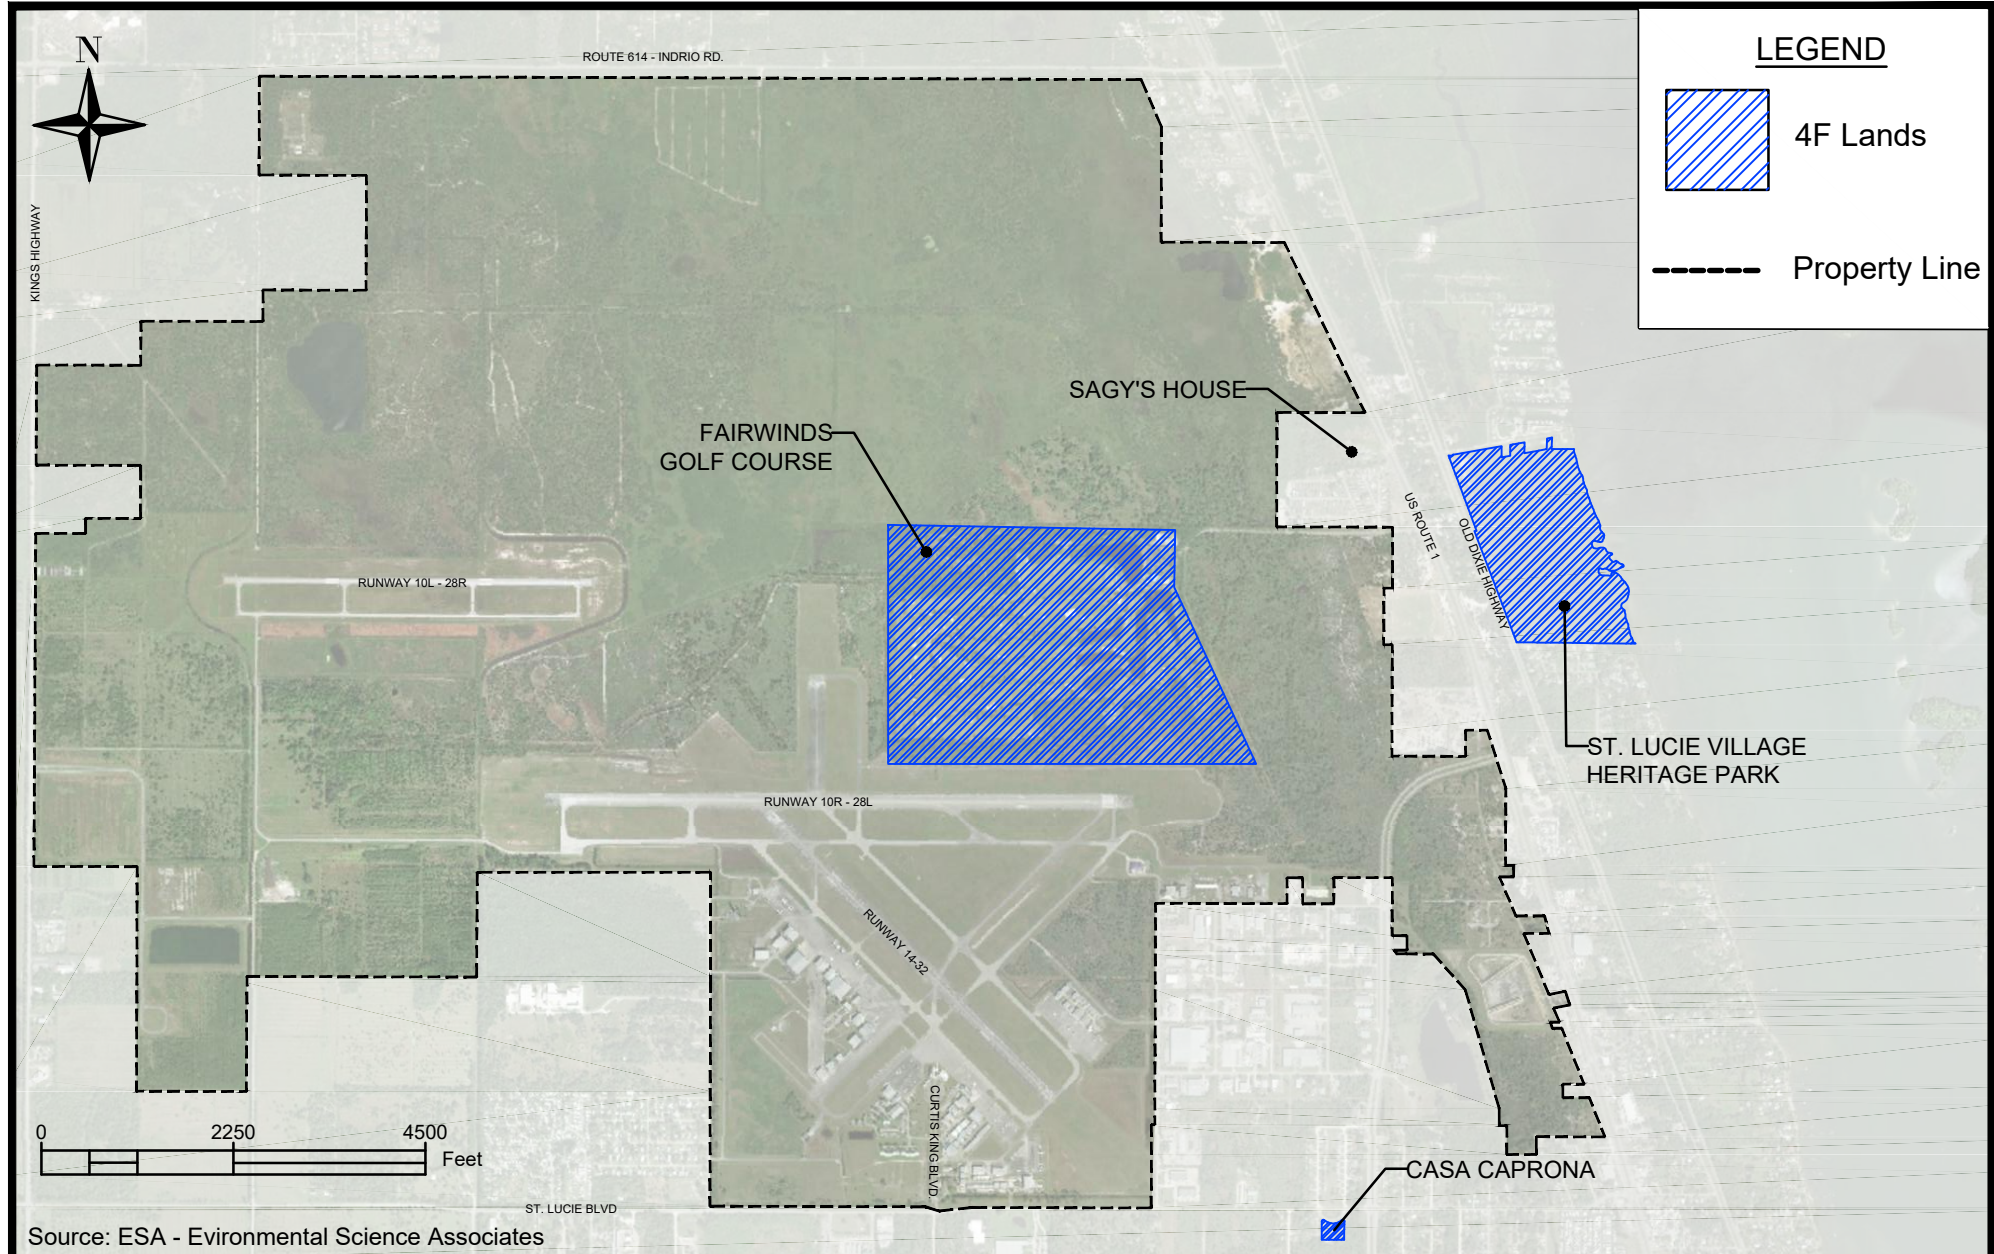 N
ROUTE 614 - INDRIO RD.
LEGEND
4F Lands
Property Line
KINGS HIGHWAY
SAGY'S HOUSE
FAIRWINDS
GOLF COURSE
US ROUTE 1
OLD DIXIE HIGHWAY
RUNWAY 10L - 28R
ST. LUCIE VILLAGE
HERITAGE PARK
RUNWAY 10R - 28L
RUNWAY 14-32
CURTIS KING BLVD.
0 2250 4500
Feet
CASA CAPRONA
ST. LUCIE BLVD
Source: ESA - Evironmental Science Associates